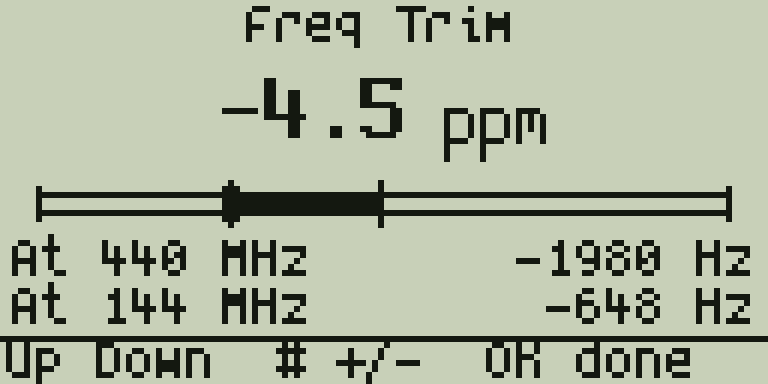 Freq Trim
-4.5 ppm
At 440 MHz -1980 Hz
At 144 MHz -648 Hz
Up Down # +/- OK done